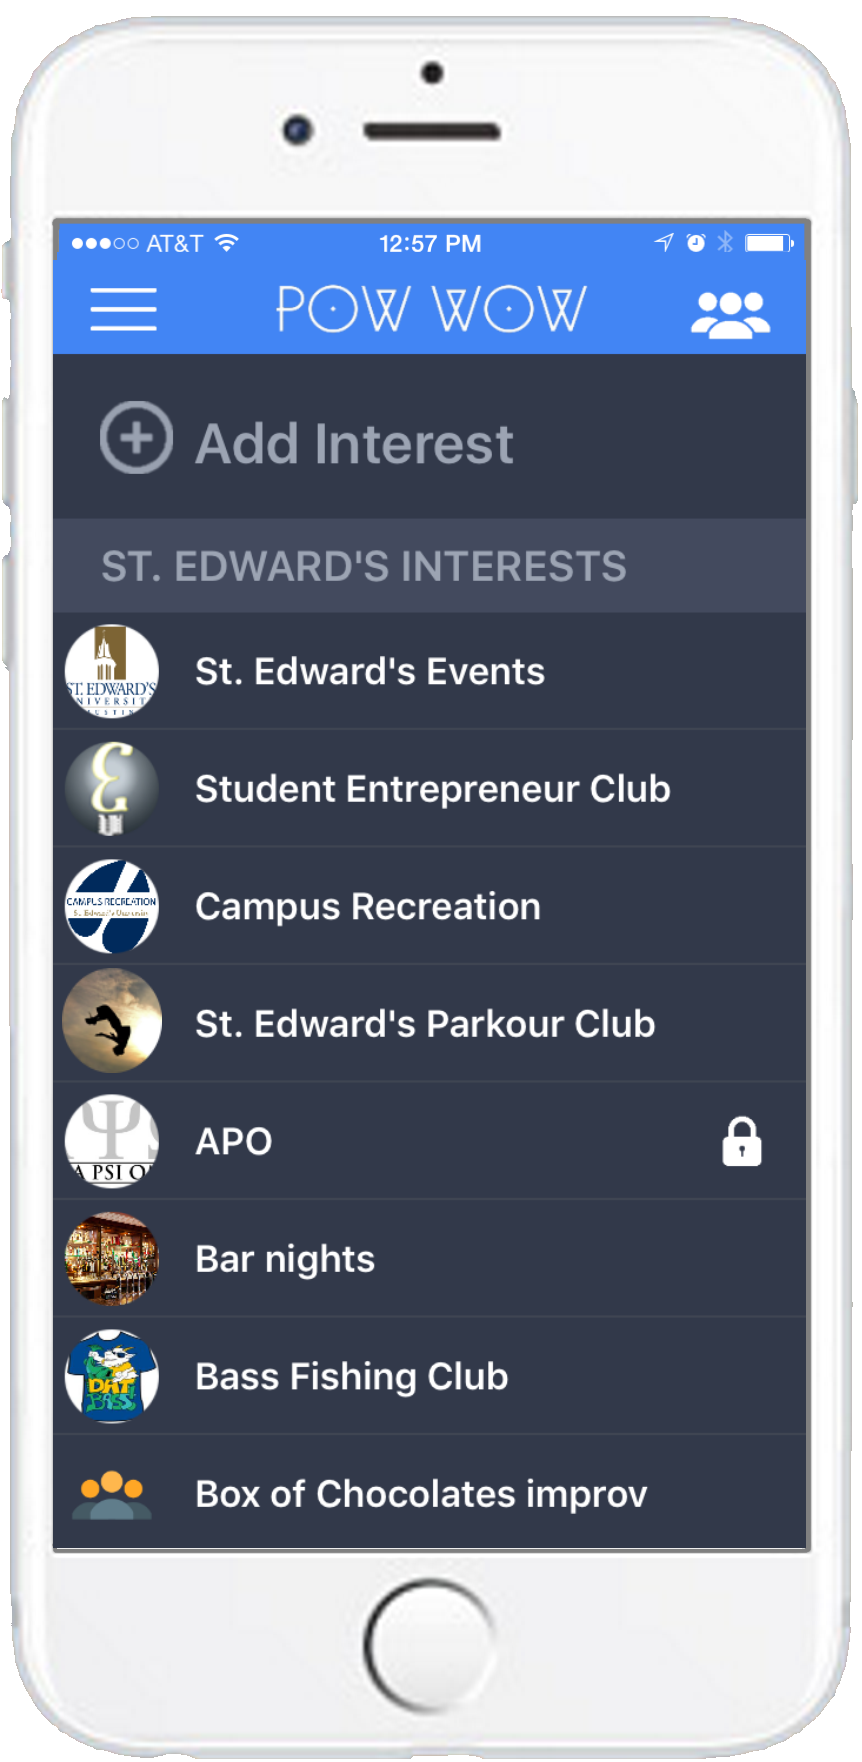 AT&T 12:57 PM
POW WOW
Add Interest
ST. EDWARD'S INTERESTS
ST. EDWARD'S
NIVERSIT
USTIN
St. Edward's Events
Student Entrepreneur Club
CAMPUS RECREATION
St. Edward's University
Campus Recreation
St. Edward's Parkour Club
A PSI O
APO
Bar nights
DAT
BASS
Bass Fishing Club
Box of Chocolates improv